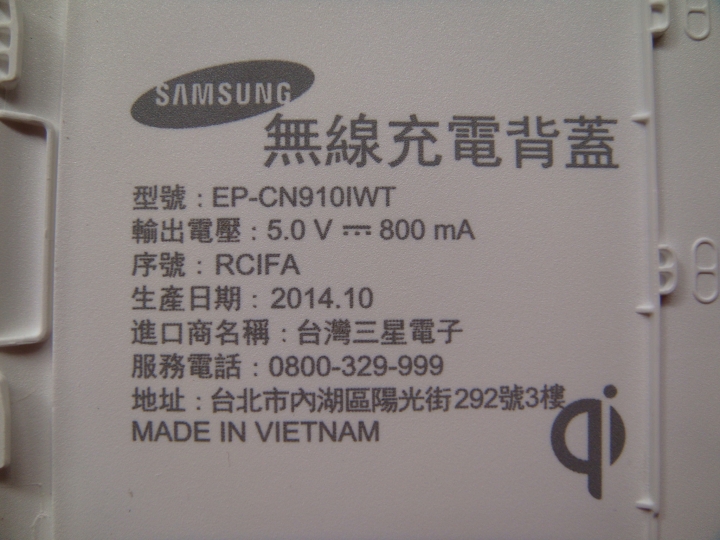 SAMSUNG
無線充電背蓋
型號 : EP-CN910IWT
輸出電壓 : 5.0 V ⎓ 800 mA
序號 : RCIFA
生產日期 : 2014.10
進口商名稱 : 台灣三星電子
服務電話 : 0800-329-999
地址 : 台北市內湖區陽光街292號3樓
MADE IN VIETNAM
qi